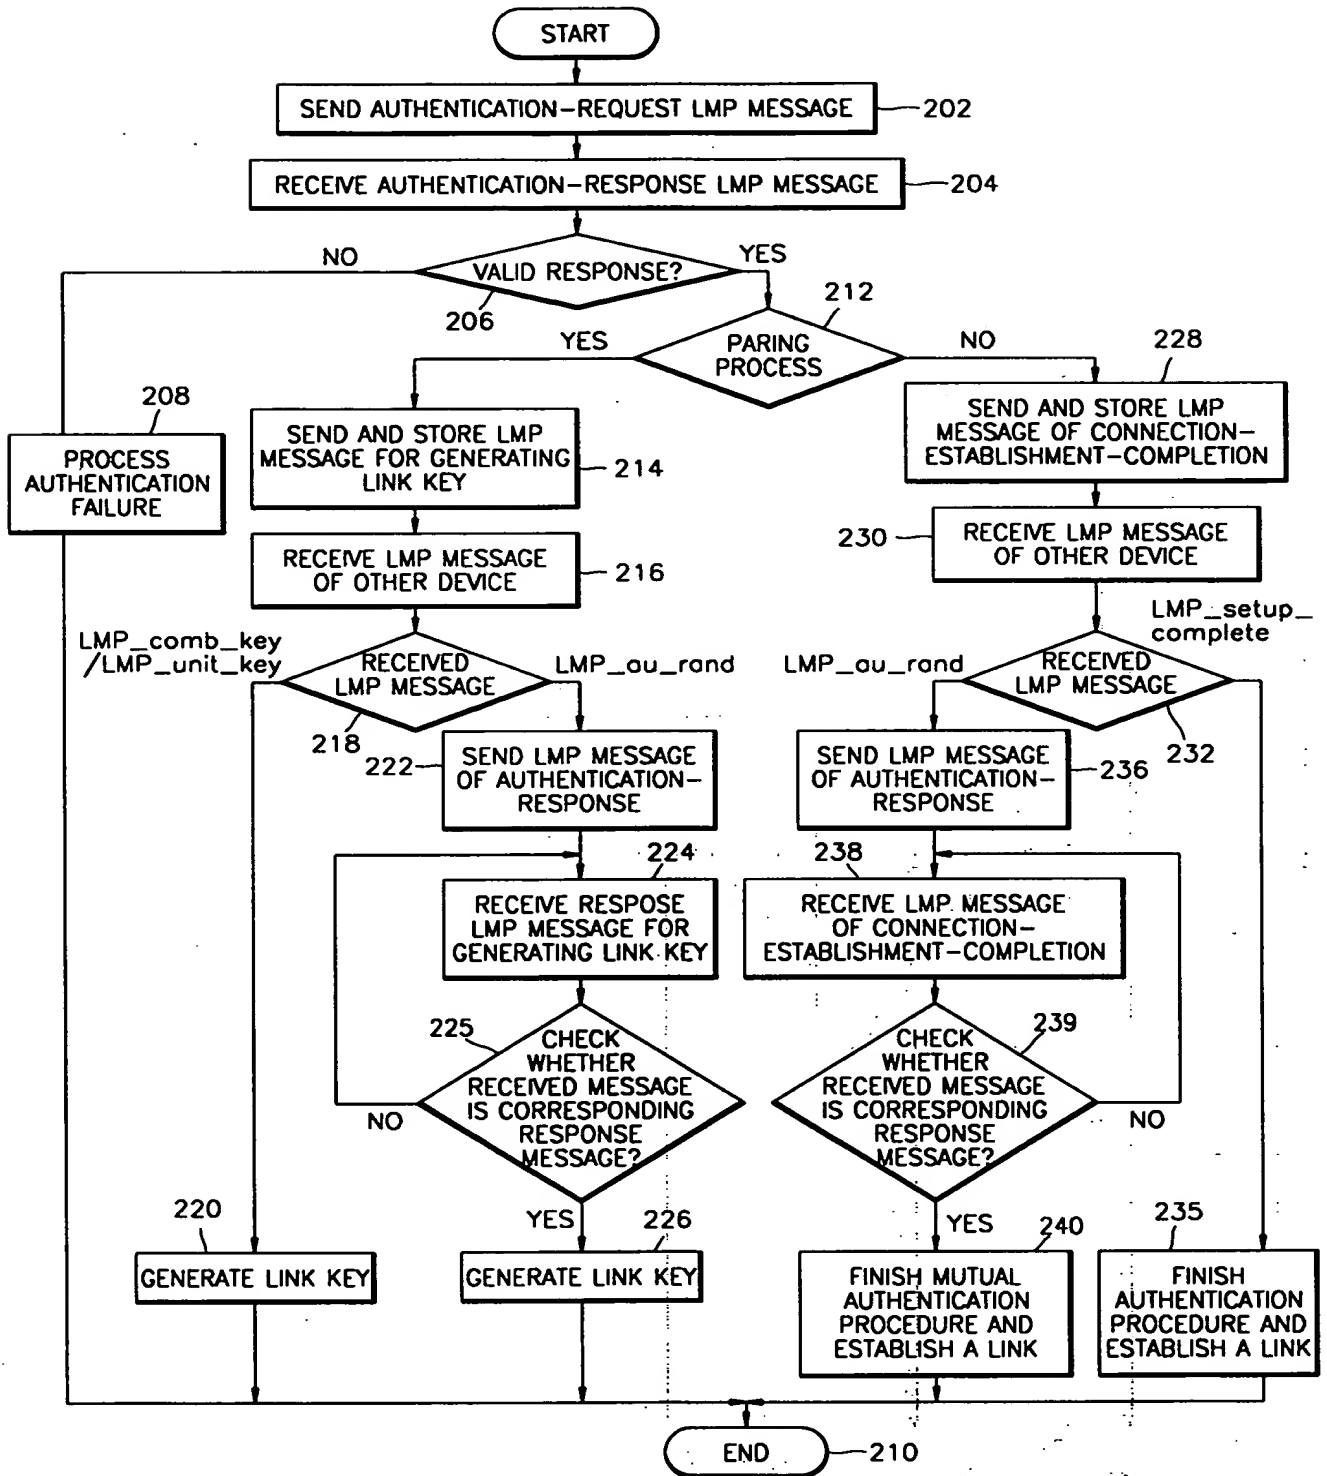 START
SEND AUTHENTICATION-REQUEST LMP MESSAGE
202
RECEIVE AUTHENTICATION-RESPONSE LMP MESSAGE
204
NO
VALID RESPONSE?
YES
206
212
YES
PARING
PROCESS
NO
228
208
PROCESS
AUTHENTICATION
FAILURE
SEND AND STORE LMP
MESSAGE FOR GENERATING
LINK KEY
214
SEND AND STORE LMP
MESSAGE OF CONNECTION-
ESTABLISHMENT-COMPLETION
RECEIVE LMP MESSAGE
OF OTHER DEVICE
216
230
RECEIVE LMP MESSAGE
OF OTHER DEVICE
LMP_comb_key
/LMP_unit_key
RECEIVED
LMP MESSAGE
LMP_au_rand
218
LMP_au_rand
RECEIVED
LMP MESSAGE
LMP_setup_
complete
232
222
SEND LMP MESSAGE
OF AUTHENTICATION-
RESPONSE
SEND LMP MESSAGE
OF AUTHENTICATION-
RESPONSE
236
224
RECEIVE RESPOSE
LMP MESSAGE FOR
GENERATING LINK KEY
238
RECEIVE LMP MESSAGE
OF CONNECTION-
ESTABLISHMENT-COMPLETION
225
CHECK
WHETHER
RECEIVED MESSAGE
IS CORRESPONDING
RESPONSE
MESSAGE?
NO
YES
239
CHECK
WHETHER
RECEIVED MESSAGE
IS CORRESPONDING
RESPONSE
MESSAGE?
NO
YES
220
GENERATE LINK KEY
226
GENERATE LINK KEY
240
FINISH MUTUAL
AUTHENTICATION
PROCEDURE AND
ESTABLISH A LINK
235
FINISH
AUTHENTICATION
PROCEDURE AND
ESTABLISH A LINK
END
210